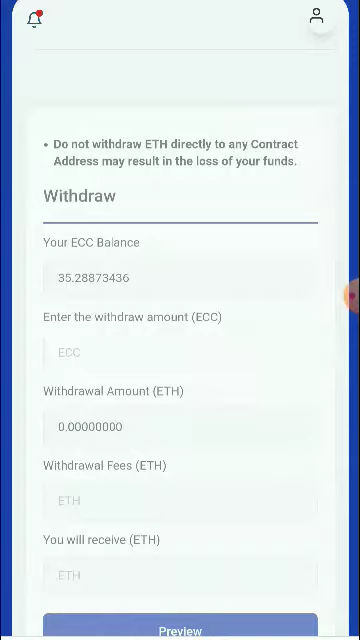 • Do not withdraw ETH directly to any Contract
Address may result in the loss of your funds.
Withdraw
Your ECC Balance
35.28873436
Enter the withdraw amount (ECC)
ECC
Withdrawal Amount (ETH)
0.00000000
Withdrawal Fees (ETH)
ETH
You will receive (ETH)
ETH
Preview